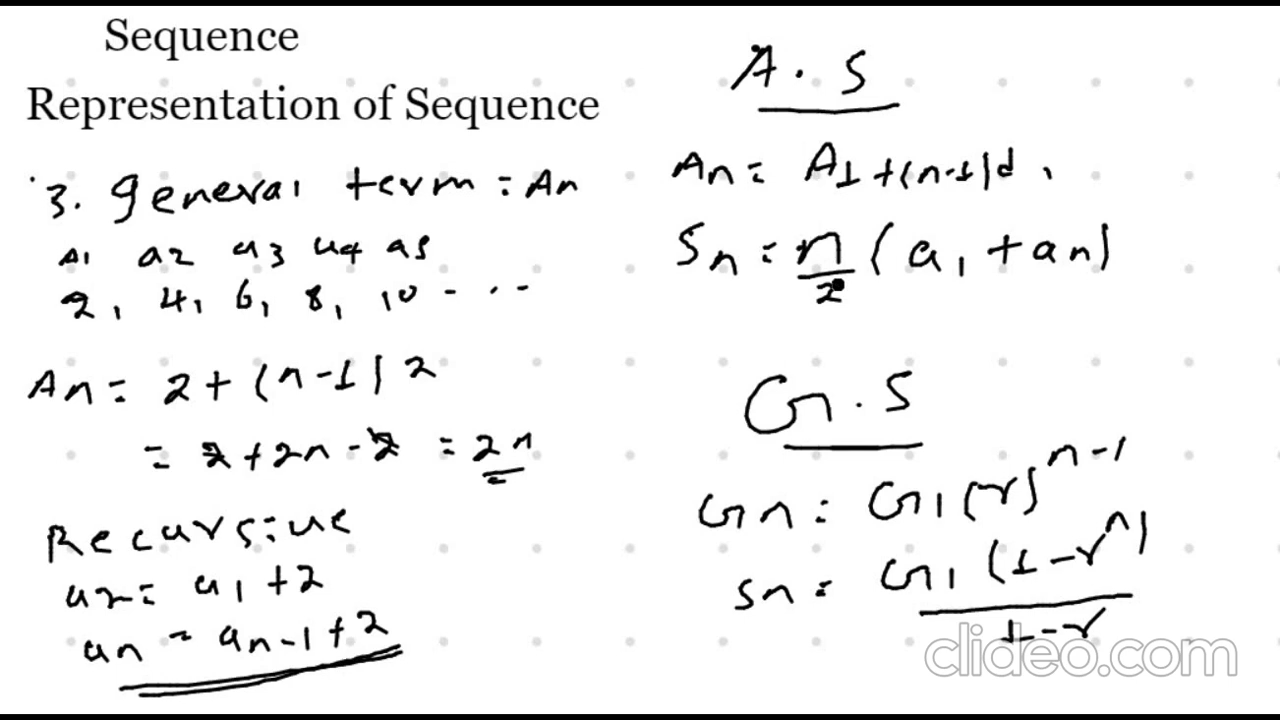 Sequence
Representation of Sequence
3. general term = An
a1 a2 a3 a4 a5
2, 4, 6, 8, 10 - . . -
An = 2 + (n-1) 2
= 2 + 2n - 2 = 2n
Recursive
a2 = a1 + 2
an = an-1 + 2
A. S
An = A1 + (n-1)d,
Sn = n/2 (a1 + an)
G. S
Gn = G1 (r)^n-1
Sn = G1 (1-r^n) / 1-r
clideo.com